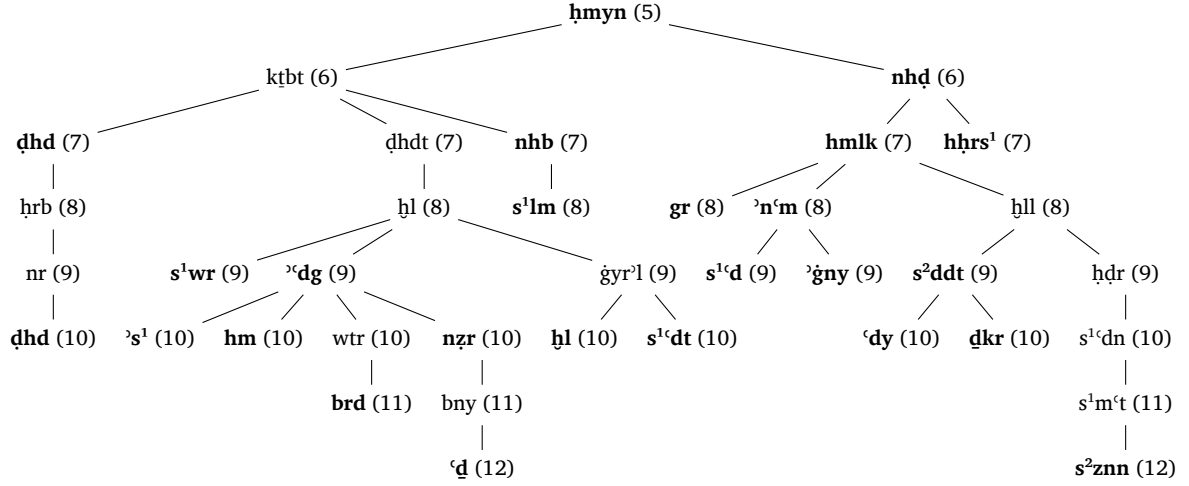 ḥmyn (5)
kṯbt (6) nhḍ (6)
ḍhd (7) ḍhdt (7) nhb (7) hmlk (7) hḥrs¹ (7)
ḥrb (8) ḫl (8) s¹lm (8) gr (8) ʾnʿm (8) ḫll (8)
nr (9) s¹wr (9) ʾʿdg (9) ġyrʾl (9) s¹ʿd (9) ʾġny (9) s²ddt (9) ḥḍr (9)
ḍhd (10) ʾs¹ (10) hm (10) wtr (10) nẓr (10) ḫl (10) s¹ʿdt (10) ʿdy (10) ḏkr (10) s¹ʿdn (10)
brd (11) bny (11) s¹mʿt (11)
ʿḏ (12) s²znn (12)